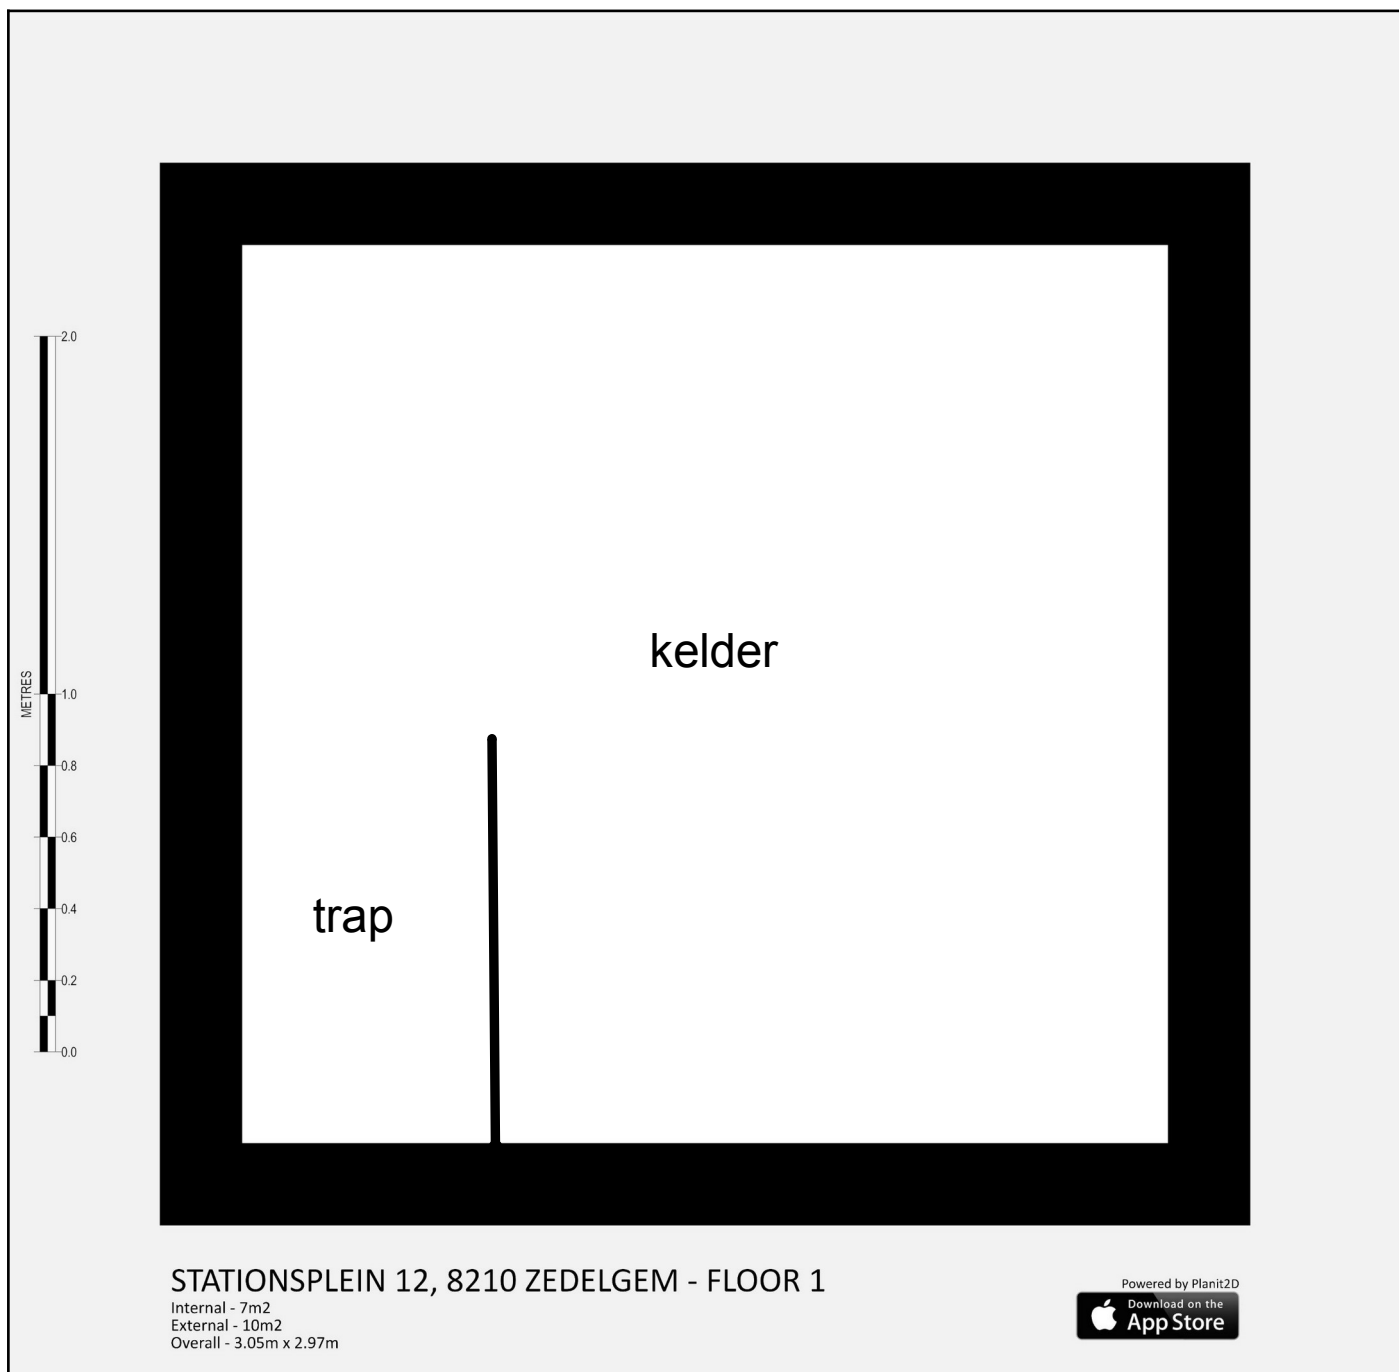 2.0
kelder
METRES
1.0
0.8
0.6
trap
0.4
0.2
0.0
STATIONSPLEIN 12, 8210 ZEDELGEM - FLOOR 1
Internal - 7m2
External - 10m2
Overall - 3.05m x 2.97m
Powered by Planit2D
Download on the
App Store